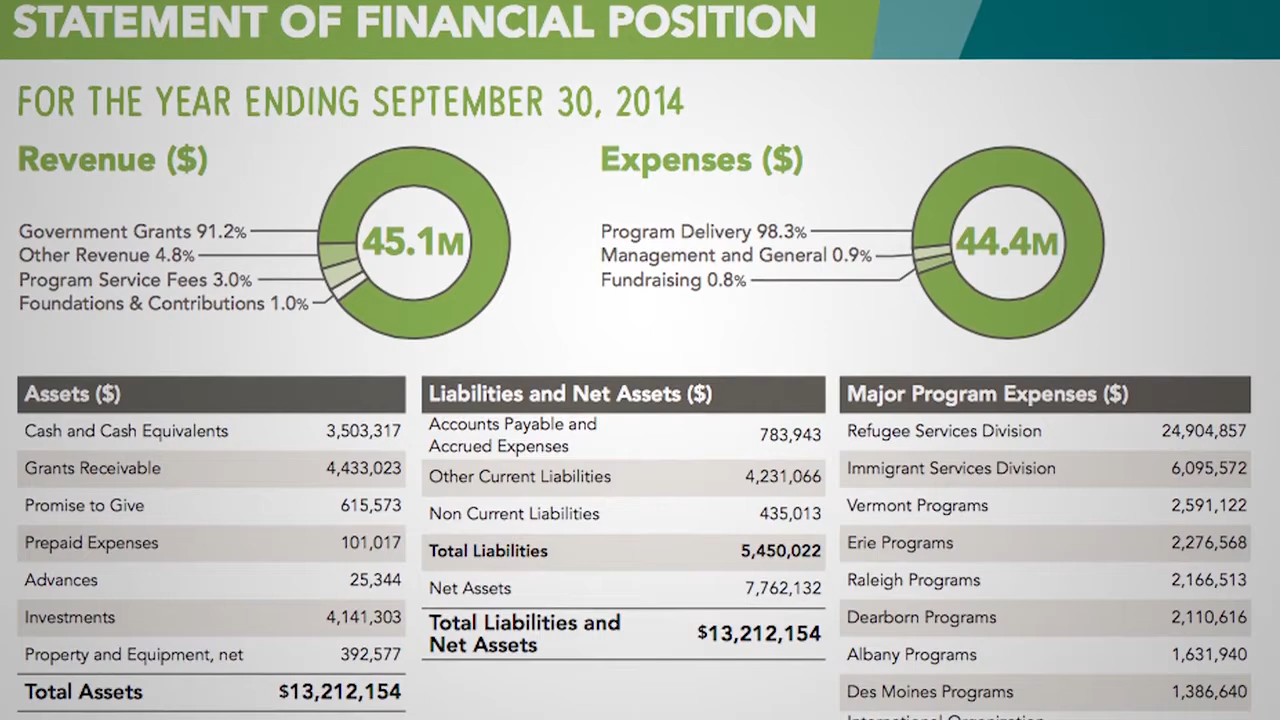 STATEMENT OF FINANCIAL POSITION
FOR THE YEAR ENDING SEPTEMBER 30, 2014
Revenue ($)
Government Grants 91.2%
Other Revenue 4.8%
Program Service Fees 3.0%
Foundations & Contributions 1.0%
45.1M
Expenses ($)
Program Delivery 98.3%
Management and General 0.9%
Fundraising 0.8%
44.4M
Assets ($)
Cash and Cash Equivalents 3,503,317
Grants Receivable 4,433,023
Promise to Give 615,573
Prepaid Expenses 101,017
Advances 25,344
Investments 4,141,303
Property and Equipment, net 392,577
Total Assets $13,212,154
Liabilities and Net Assets ($)
Accounts Payable and
Accrued Expenses 783,943
Other Current Liabilities 4,231,066
Non Current Liabilities 435,013
Total Liabilities 5,450,022
Net Assets 7,762,132
Total Liabilities and
Net Assets $13,212,154
Major Program Expenses ($)
Refugee Services Division 24,904,857
Immigrant Services Division 6,095,572
Vermont Programs 2,591,122
Erie Programs 2,276,568
Raleigh Programs 2,166,513
Dearborn Programs 2,110,616
Albany Programs 1,631,940
Des Moines Programs 1,386,640
International Organization